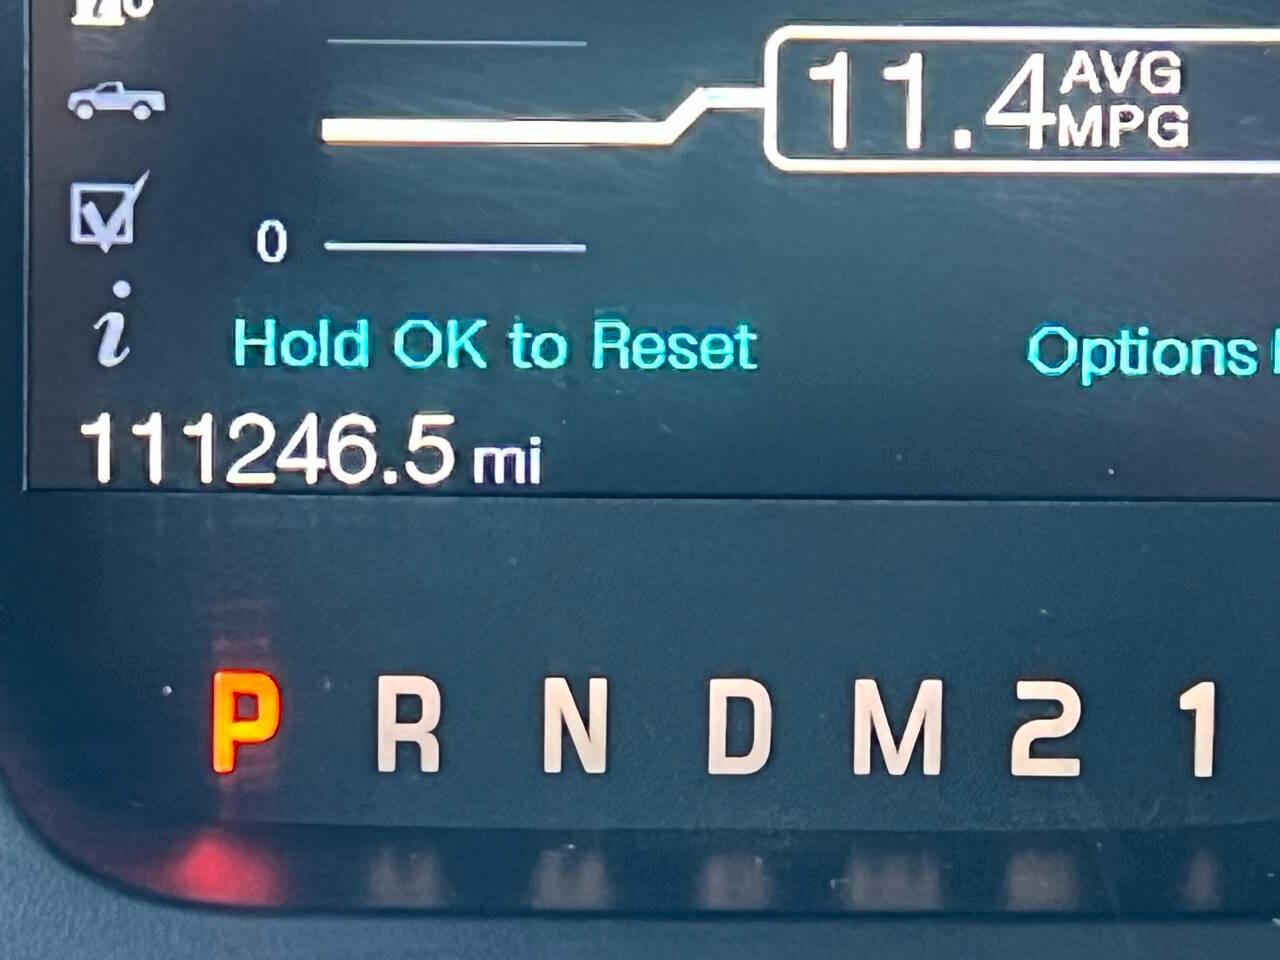 11.4 AVG
MPG
0
Hold OK to Reset Options
111246.5 mi
P R N D M 2 1